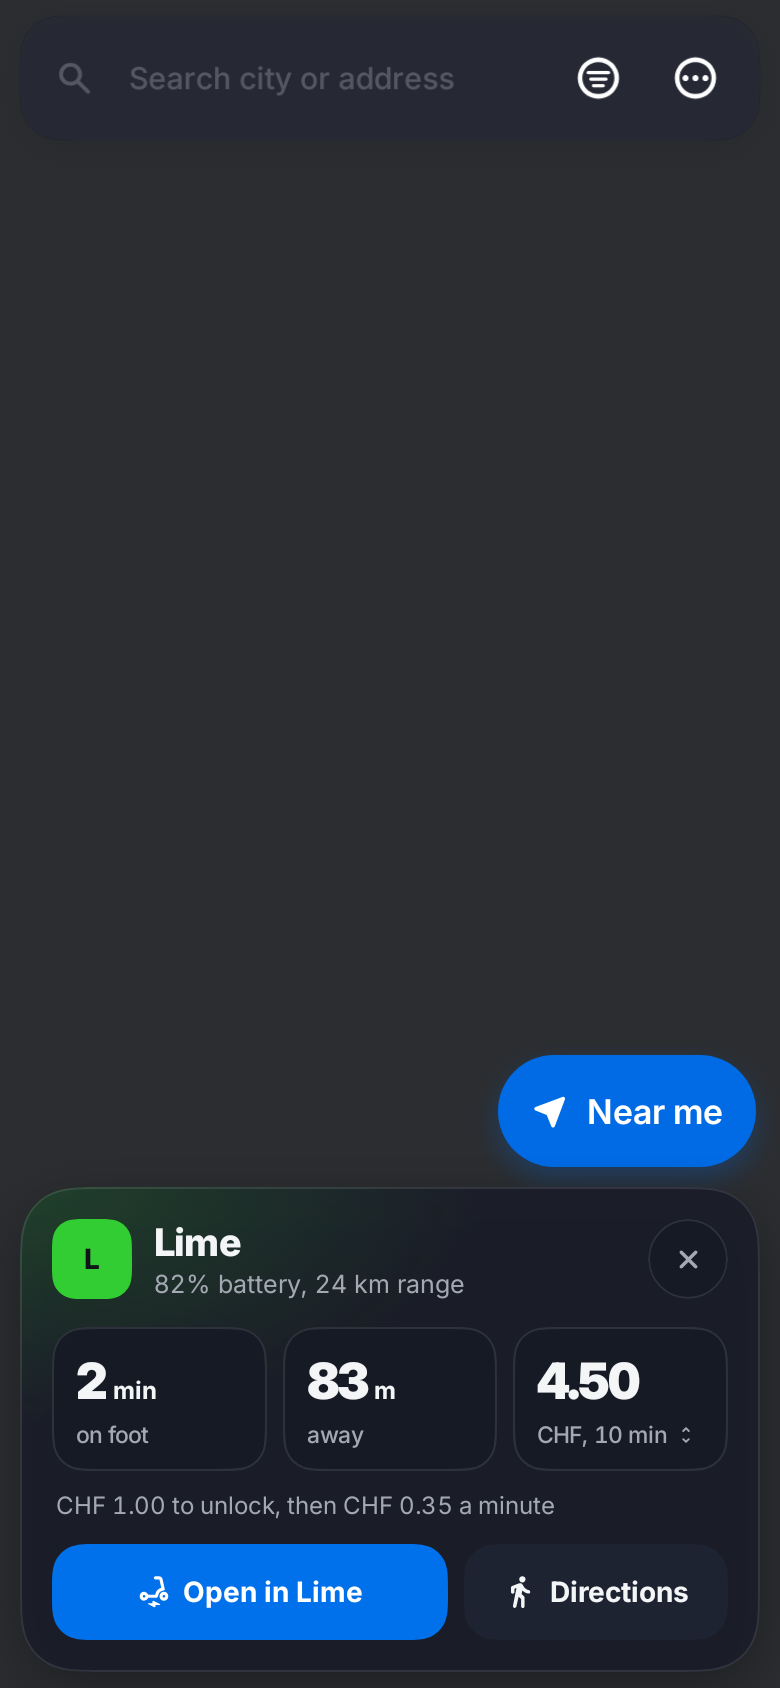 Search city or address
Near me
L
Lime
82% battery, 24 km range
2 min
on foot
83 m
away
4.50
CHF, 10 min
CHF 1.00 to unlock, then CHF 0.35 a minute
Open in Lime
Directions